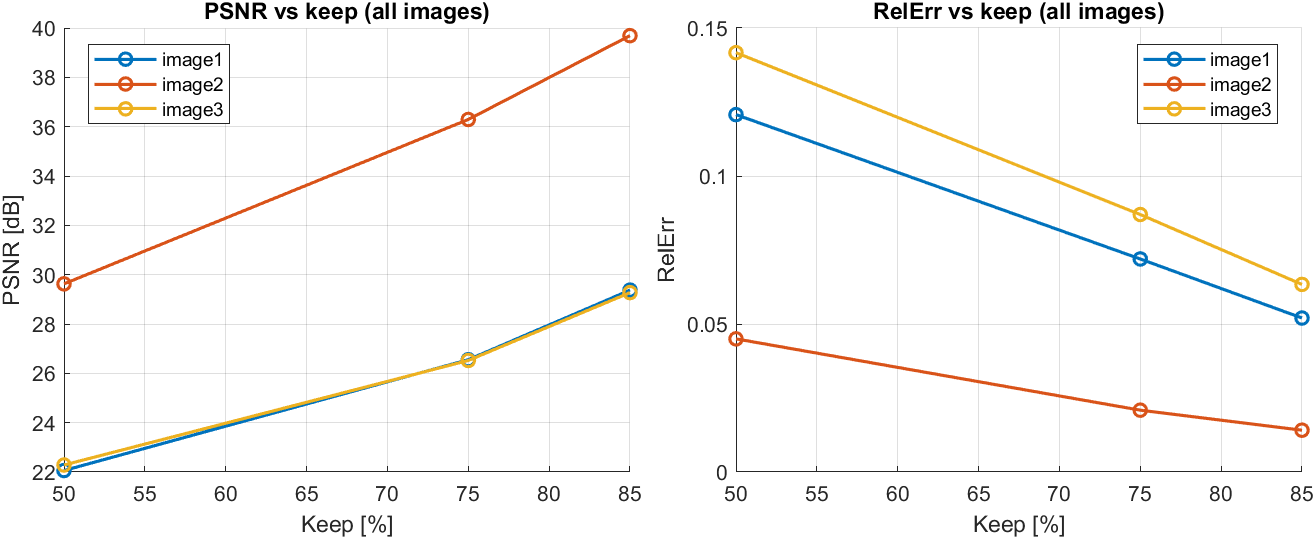 PSNR vs keep (all images)
40
38
36
34
32
30
28
26
24
22
PSNR [dB]
image1
image2
image3
50 55 60 65 70 75 80 85
Keep [%]
RelErr vs keep (all images)
0.15
0.1
0.05
0
RelErr
image1
image2
image3
50 55 60 65 70 75 80 85
Keep [%]